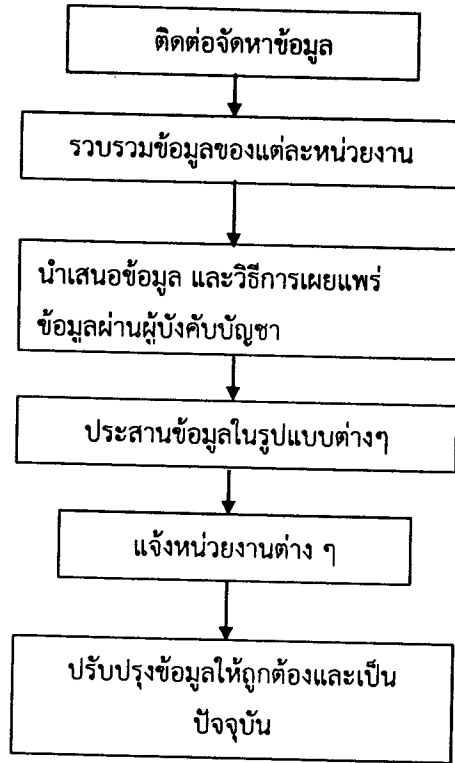 ติดต่อจัดหาข้อมูล
รวบรวมข้อมูลของแต่ละหน่วยงาน
นำเสนอข้อมูล และวิธีการเผยแพร่
ข้อมูลผ่านผู้บังคับบัญชา
ประสานข้อมูลในรูปแบบต่างๆ
แจ้งหน่วยงานต่าง ๆ
ปรับปรุงข้อมูลให้ถูกต้องและเป็น
ปัจจุบัน